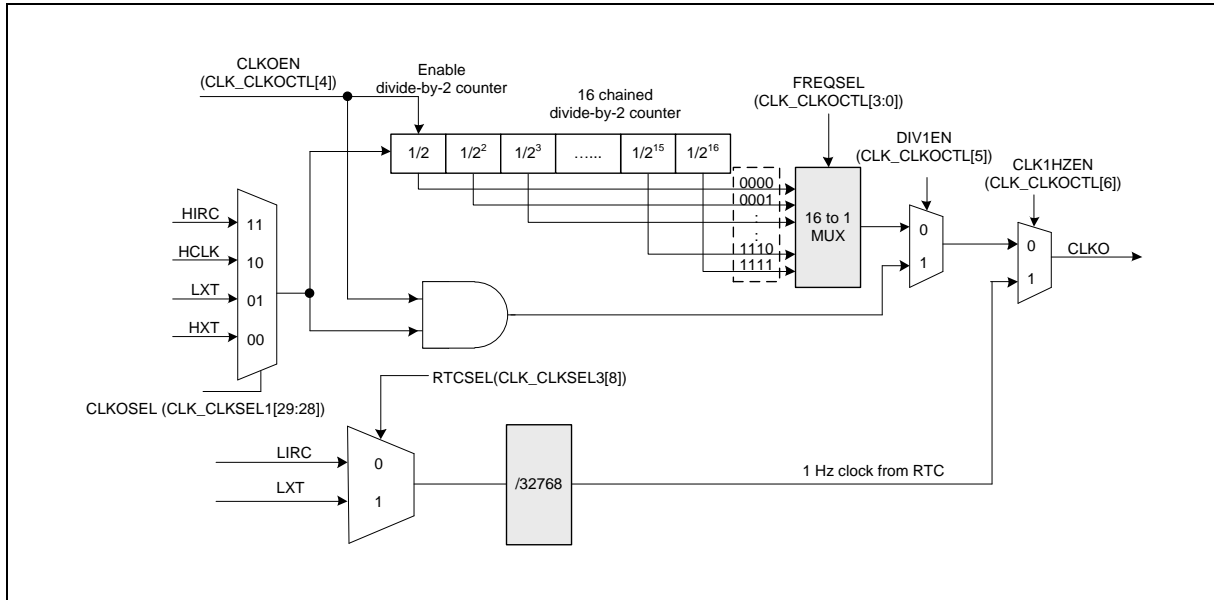 CLKOEN
(CLK_CLKOCTL[4])
Enable
divide-by-2 counter
16 chained
divide-by-2 counter
FREQSEL
(CLK_CLKOCTL[3:0])
DIV1EN
(CLK_CLKOCTL[5])
CLK1HZEN
(CLK_CLKOCTL[6])
1/2
1/2²
1/2³
…...
1/2¹⁵
1/2¹⁶
0000
0001
:
:
1110
1111
16 to 1
MUX
0
1
0
1
CLKO
HIRC
HCLK
LXT
HXT
11
10
01
00
CLKOSEL (CLK_CLKSEL1[29:28])
RTCSEL(CLK_CLKSEL3[8])
LIRC
LXT
0
1
/32768
1 Hz clock from RTC